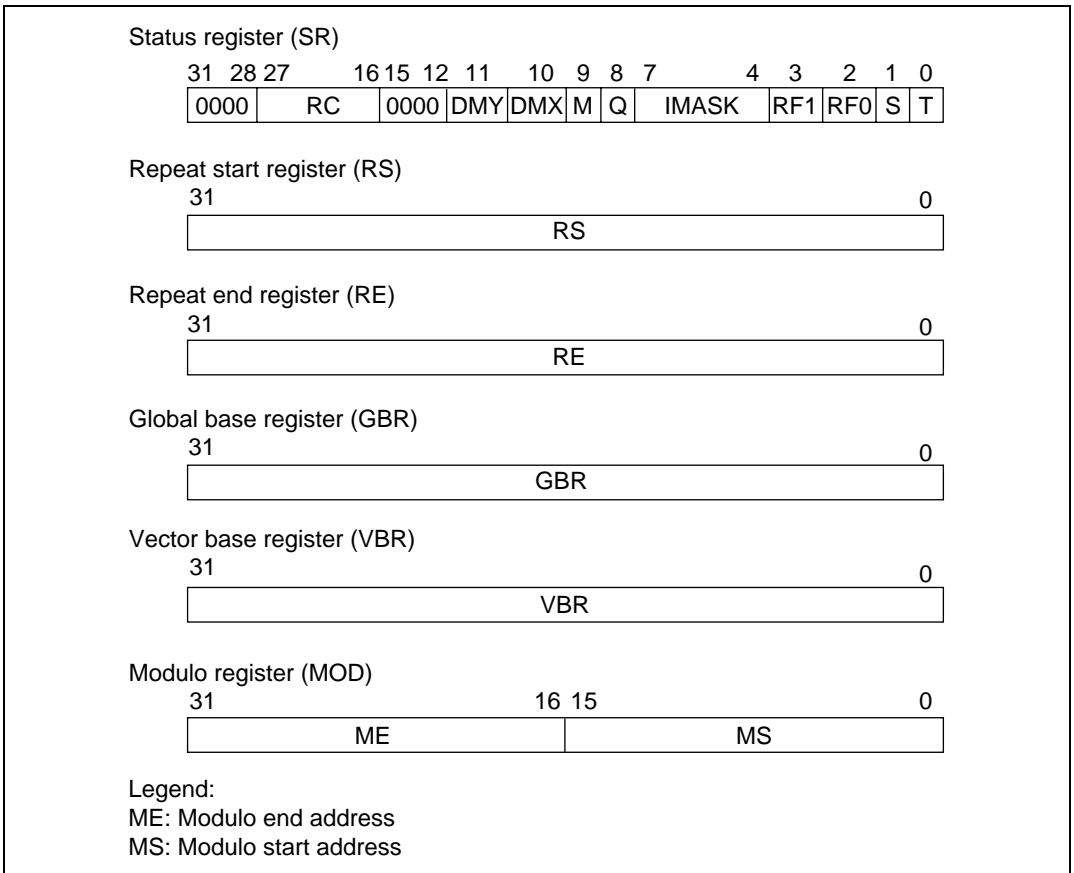 Status register (SR)
31 28 27 16 15 12 11 10 9 8 7 4 3 2 1 0
0000 RC 0000 DMY DMX M Q IMASK RF1 RF0 S T
Repeat start register (RS)
31 0
RS
Repeat end register (RE)
31 0
RE
Global base register (GBR)
31 0
GBR
Vector base register (VBR)
31 0
VBR
Modulo register (MOD)
31 16 15 0
ME MS
Legend:
ME: Modulo end address
MS: Modulo start address